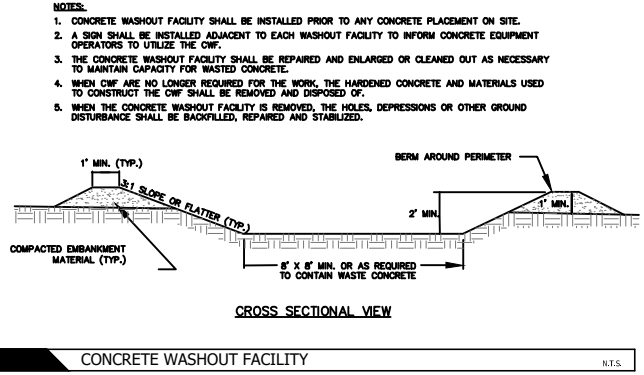 NOTES:
1. CONCRETE WASHOUT FACILITY SHALL BE INSTALLED PRIOR TO ANY CONCRETE PLACEMENT ON SITE.
2. A SIGN SHALL BE INSTALLED ADJACENT TO EACH WASHOUT FACILITY TO INFORM CONCRETE EQUIPMENT
OPERATORS TO UTILIZE THE CWF.
3. THE CONCRETE WASHOUT FACILITY SHALL BE REPAIRED AND ENLARGED OR CLEANED OUT AS NECESSARY
TO MAINTAIN CAPACITY FOR WASTED CONCRETE.
4. WHEN CWF ARE NO LONGER REQUIRED FOR THE WORK, THE HARDENED CONCRETE AND MATERIALS USED
TO CONSTRUCT THE CWF SHALL BE REMOVED AND DISPOSED OF.
5. WHEN THE CONCRETE WASHOUT FACILITY IS REMOVED, THE HOLES, DEPRESSIONS OR OTHER GROUND
DISTURBANCE SHALL BE BACKFILLED, REPAIRED AND STABILIZED.
1' MIN. (TYP.)
3:1 SLOPE OR FLATTER (TYP.)
BERM AROUND PERIMETER
2' MIN.
1' MIN.
COMPACTED EMBANKMENT
MATERIAL (TYP.)
8' X 8' MIN. OR AS REQUIRED
TO CONTAIN WASTE CONCRETE
CROSS SECTIONAL VIEW
CONCRETE WASHOUT FACILITY
N.T.S.